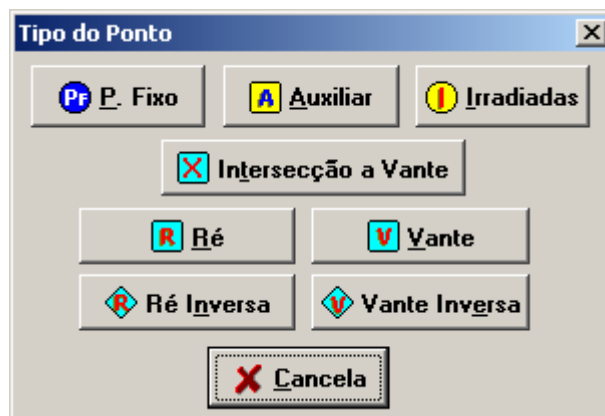 Tipo do Ponto
PF P. Fixo A Auxiliar I Irradiadas
Intersecção a Vante
R Ré V Vante
R Ré Inversa V Vante Inversa
Cancela